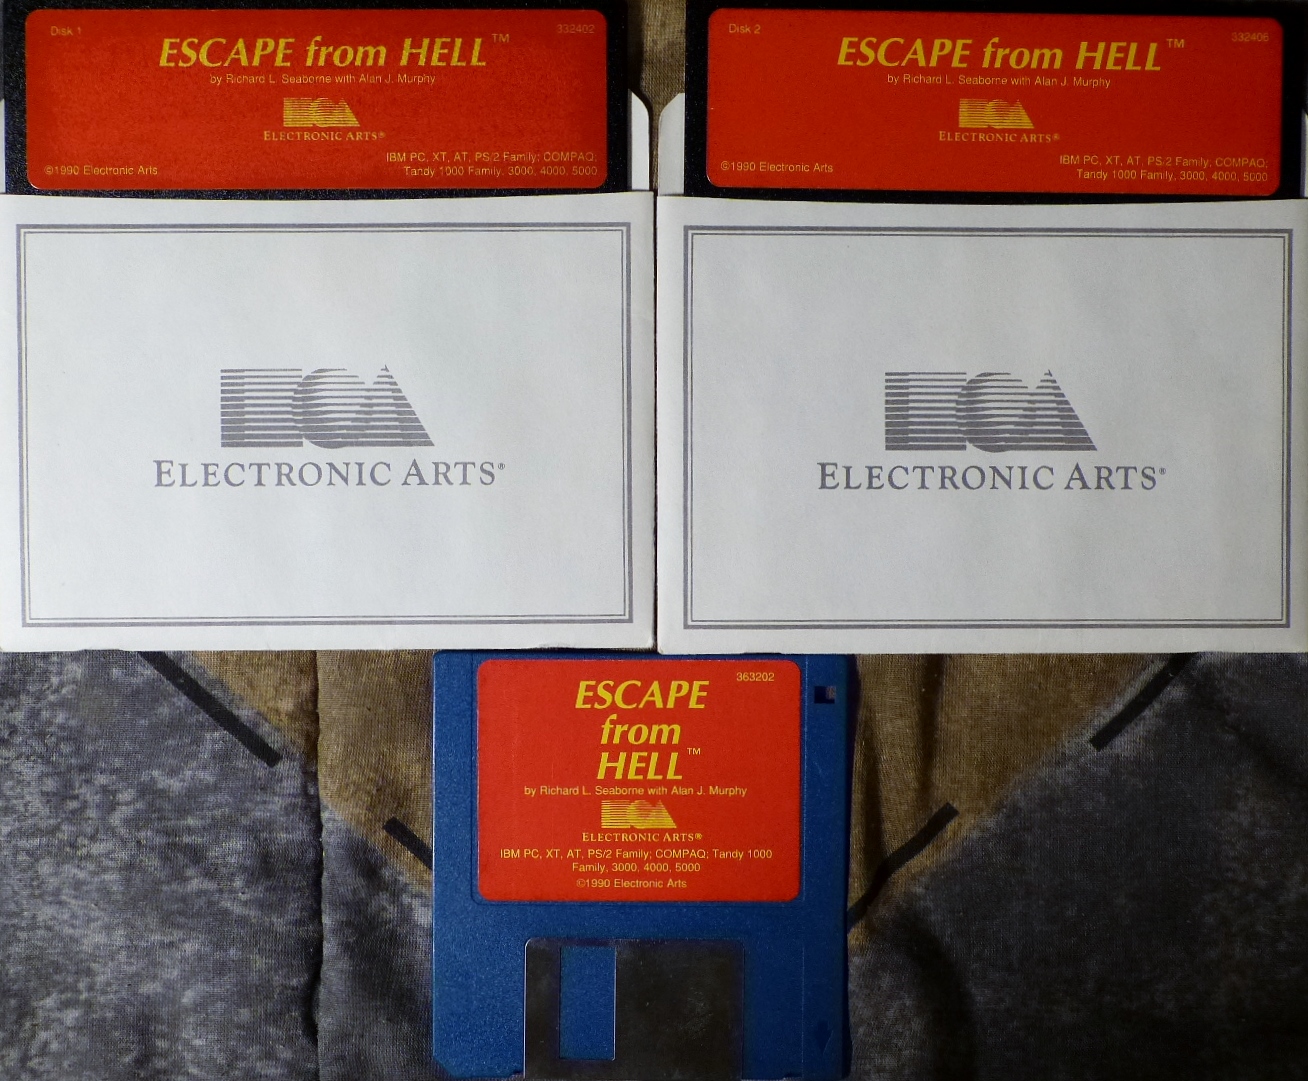 Disk 1
332402
ESCAPE from HELL™
by Richard L. Seaborne with Alan J. Murphy
ELECTRONIC ARTS®
IBM PC, XT, AT, PS/2 Family; COMPAQ;
©1990 Electronic Arts
Tandy 1000 Family, 3000, 4000, 5000
ELECTRONIC ARTS®
Disk 2
332406
ESCAPE from HELL™
by Richard L. Seaborne with Alan J. Murphy
ELECTRONIC ARTS®
IBM PC, XT, AT, PS/2 Family; COMPAQ;
©1990 Electronic Arts
Tandy 1000 Family, 3000, 4000, 5000
ELECTRONIC ARTS®
363202
ESCAPE
from
HELL™
by Richard L. Seaborne with Alan J. Murphy
ELECTRONIC ARTS®
IBM PC, XT, AT, PS/2 Family; COMPAQ; Tandy 1000
Family, 3000, 4000, 5000
©1990 Electronic Arts